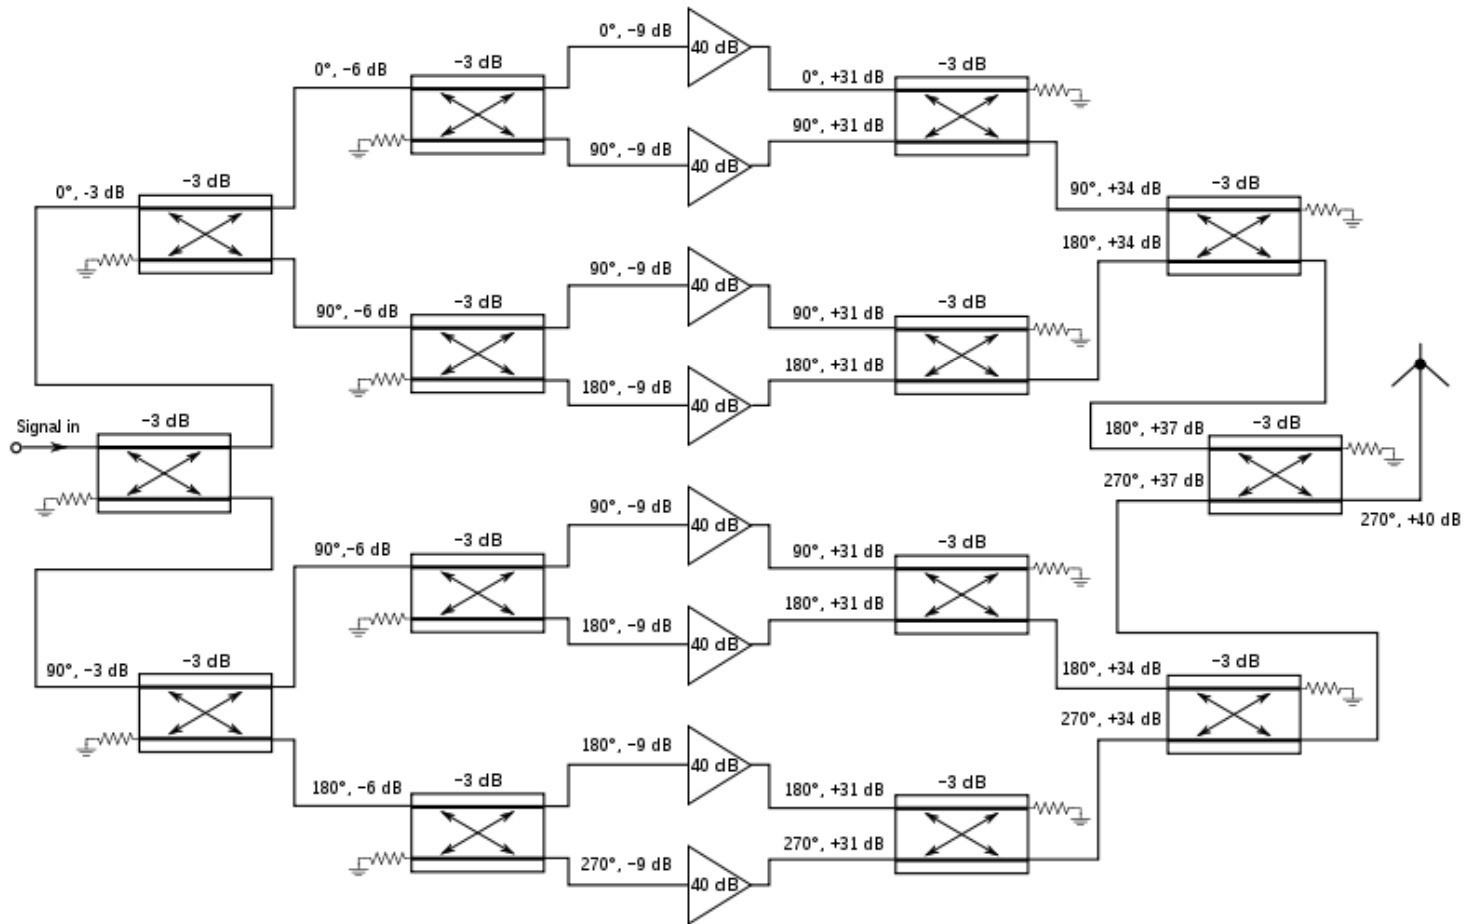 0°, −9 dB
40 dB
−3 dB
−3 dB
0°, −6 dB
0°, +31 dB
90°, −9 dB
40 dB
90°, +31 dB
−3 dB
0°, -3 dB
90°, +34 dB
−3 dB
180°, +34 dB
90°, −9 dB
40 dB
90°, −6 dB
−3 dB
90°, +31 dB
−3 dB
180°, −9 dB
40 dB
180°, +31 dB
Signal in
−3 dB
180°, +37 dB
−3 dB
270°, +37 dB
270°, +40 dB
90°, −9 dB
40 dB
90°,−6 dB
−3 dB
90°, +31 dB
−3 dB
180°, −9 dB
40 dB
180°, +31 dB
90°, −3 dB
−3 dB
180°, +34 dB
−3 dB
270°, +34 dB
180°, −9 dB
40 dB
180°, −6 dB
−3 dB
180°, +31 dB
−3 dB
270°, −9 dB
40 dB
270°, +31 dB